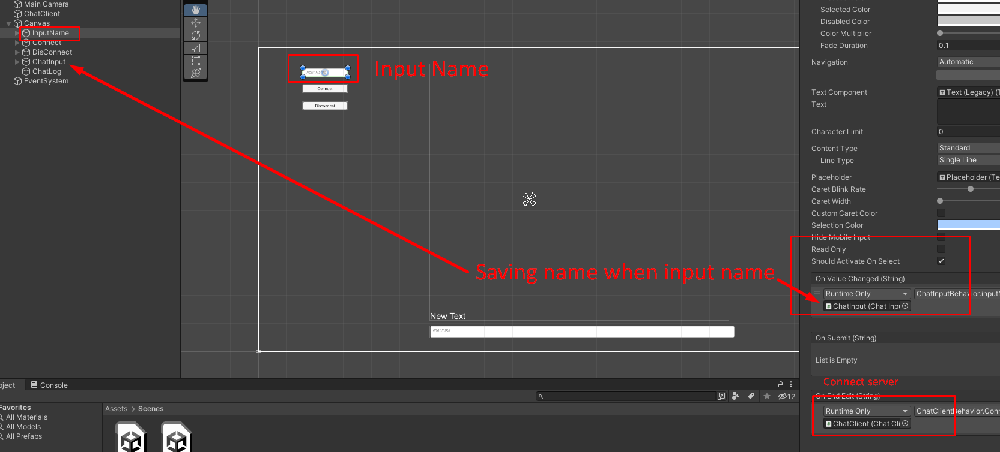 Main Camera
ChatClient
Canvas
InputName
Connect
DisConnect
ChatInput
ChatLog
EventSystem
Input Name
Input Name
Connect
Disconnect
Saving name when input name
New Text
chat input
Selected Color
Disabled Color
Color Multiplier
Fade Duration
0.1
Navigation
Automatic
Text Component
Text (Legacy) (T
Text
Character Limit
0
Content Type
Standard
Line Type
Single Line
Placeholder
Placeholder (Te
Caret Blink Rate
Caret Width
Custom Caret Color
Selection Color
Hide Mobile Input
Read Only
Should Activate On Select
On Value Changed (String)
Runtime Only
ChatInputBehavior.input
ChatInput (Chat Inp
On Submit (String)
List is Empty
Connect server
On End Edit (String)
Runtime Only
ChatClientBehavior.Con
ChatClient (Chat Cli
oject
Console
12
Favorites
All Materials
All Models
All Prefabs
Assets > Scenes